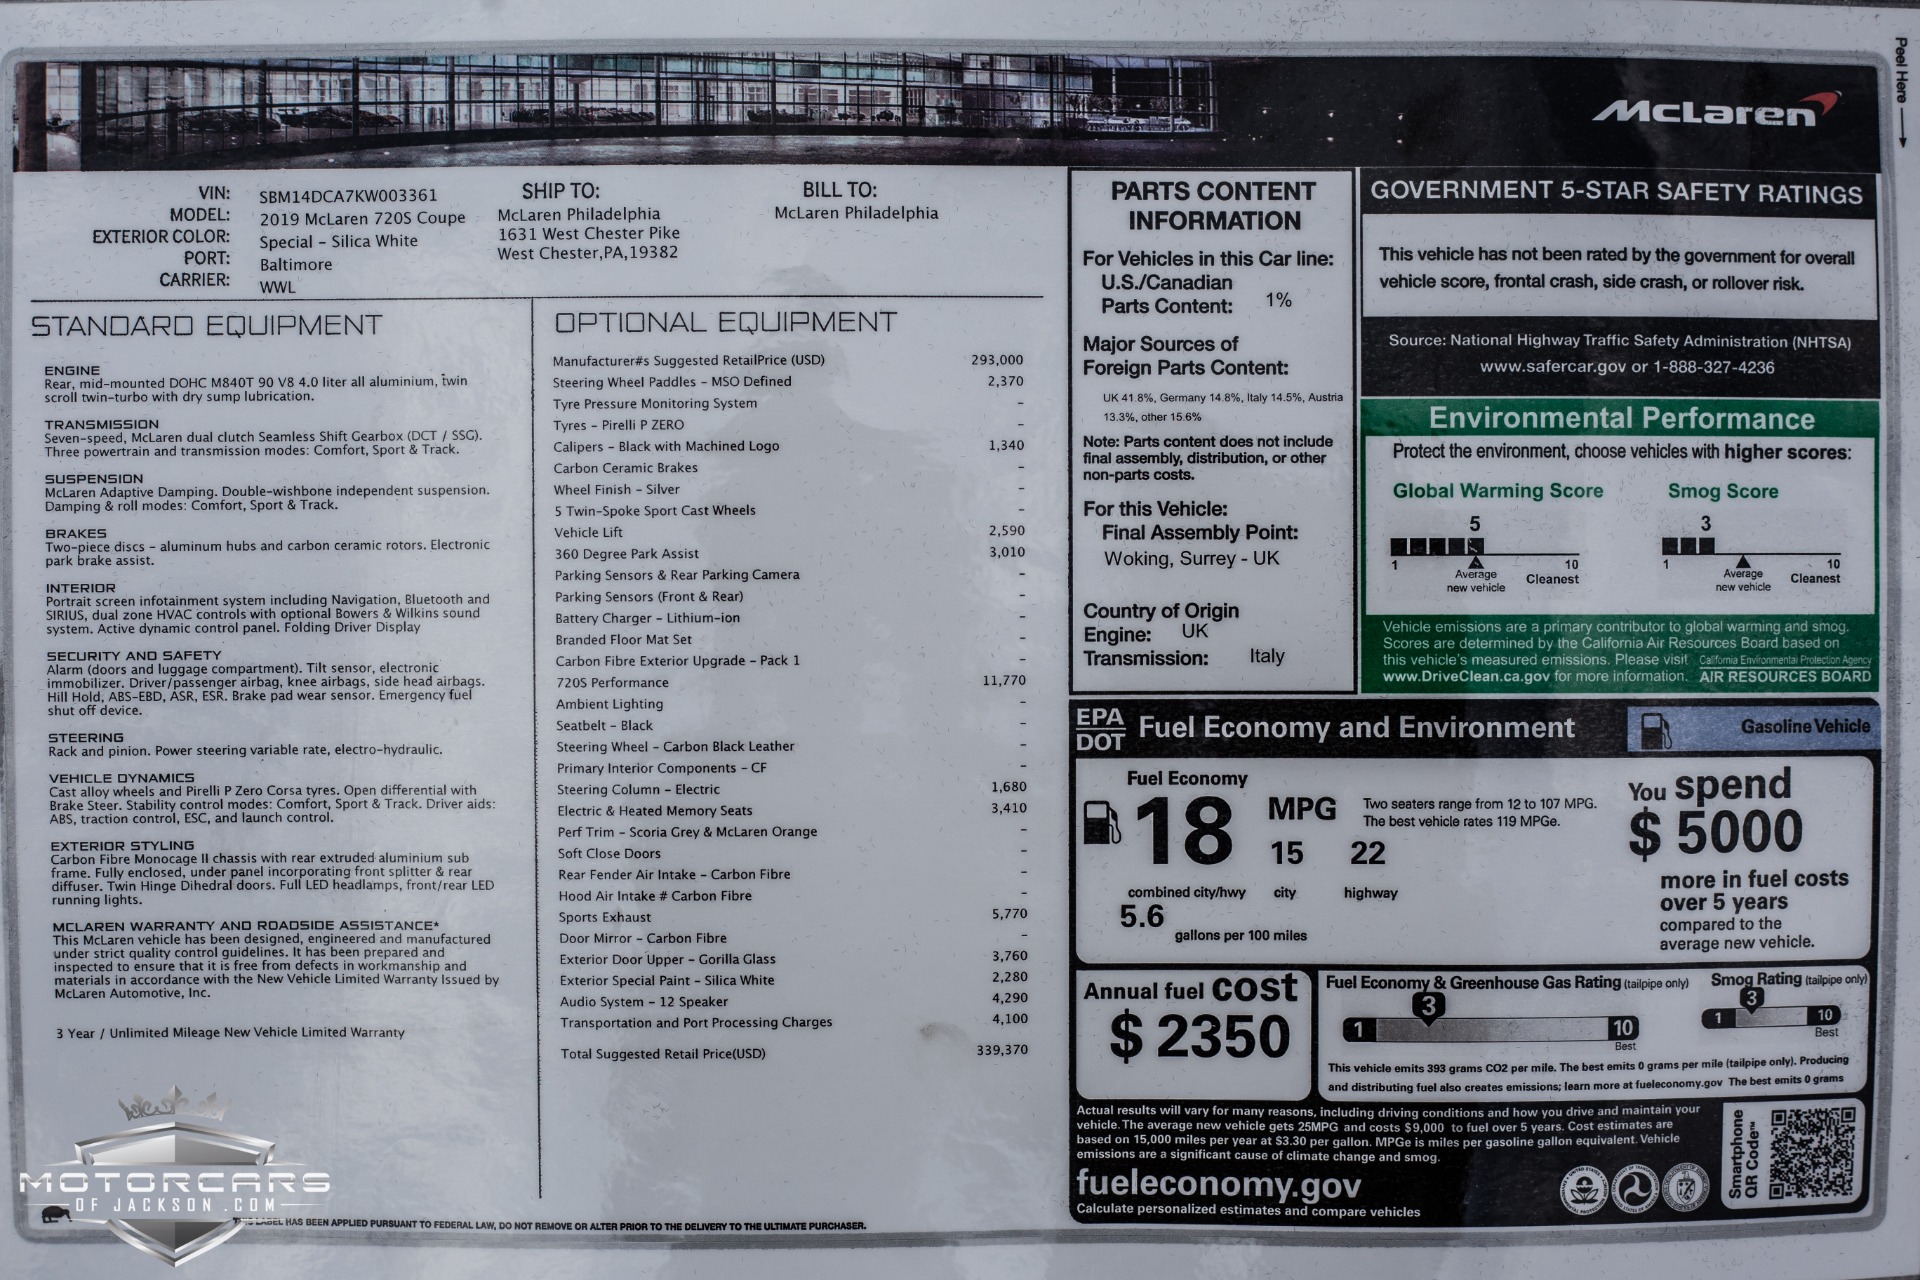 Peel Here
McLaren
VIN: SBM14DCA7KW003361
MODEL: 2019 McLaren 720S Coupe
EXTERIOR COLOR: Special - Silica White
PORT: Baltimore
CARRIER: WWL
SHIP TO:
McLaren Philadelphia
1631 West Chester Pike
West Chester,PA,19382
BILL TO:
McLaren Philadelphia
STANDARD EQUIPMENT
ENGINE
Rear, mid-mounted DOHC M840T 90 V8 4.0 liter all aluminium, twin
scroll twin-turbo with dry sump lubrication.
TRANSMISSION
Seven-speed, McLaren dual clutch Seamless Shift Gearbox (DCT / SSG).
Three powertrain and transmission modes: Comfort, Sport & Track.
SUSPENSION
McLaren Adaptive Damping. Double-wishbone independent suspension.
Damping & roll modes: Comfort, Sport & Track.
BRAKES
Two-piece discs - aluminum hubs and carbon ceramic rotors. Electronic
park brake assist.
INTERIOR
Portrait screen infotainment system including Navigation, Bluetooth and
SIRIUS, dual zone HVAC controls with optional Bowers & Wilkins sound
system. Active dynamic control panel. Folding Driver Display
SECURITY AND SAFETY
Alarm (doors and luggage compartment). Tilt sensor, electronic
immobilizer. Driver/passenger airbag, knee airbags, side head airbags.
Hill Hold, ABS-EBD, ASR, ESR. Brake pad wear sensor. Emergency fuel
shut off device.
STEERING
Rack and pinion. Power steering variable rate, electro-hydraulic.
VEHICLE DYNAMICS
Cast alloy wheels and Pirelli P Zero Corsa tyres. Open differential with
Brake Steer. Stability control modes: Comfort, Sport & Track. Driver aids:
ABS, traction control, ESC, and launch control.
EXTERIOR STYLING
Carbon Fibre Monocage II chassis with rear extruded aluminium sub
frame. Fully enclosed, under panel incorporating front splitter & rear
diffuser. Twin Hinge Dihedral doors. Full LED headlamps, front/rear LED
running lights.
MCLAREN WARRANTY AND ROADSIDE ASSISTANCE*
This McLaren vehicle has been designed, engineered and manufactured
under strict quality control guidelines. It has been prepared and
inspected to ensure that it is free from defects in workmanship and
materials in accordance with the New Vehicle Limited Warranty Issued by
McLaren Automotive, Inc.
3 Year / Unlimited Mileage New Vehicle Limited Warranty
OPTIONAL EQUIPMENT
Manufacturer#s Suggested RetailPrice (USD) 293,000
Steering Wheel Paddles - MSO Defined 2,370
Tyre Pressure Monitoring System -
Tyres - Pirelli P ZERO -
Calipers - Black with Machined Logo 1,340
Carbon Ceramic Brakes -
Wheel Finish - Silver -
5 Twin-Spoke Sport Cast Wheels -
Vehicle Lift 2,590
360 Degree Park Assist 3,010
Parking Sensors & Rear Parking Camera -
Parking Sensors (Front & Rear) -
Battery Charger - Lithium-ion -
Branded Floor Mat Set -
Carbon Fibre Exterior Upgrade - Pack 1 -
720S Performance 11,770
Ambient Lighting -
Seatbelt - Black -
Steering Wheel - Carbon Black Leather -
Primary Interior Components - CF -
Steering Column - Electric 1,680
Electric & Heated Memory Seats 3,410
Perf Trim - Scoria Grey & McLaren Orange -
Soft Close Doors -
Rear Fender Air Intake - Carbon Fibre -
Hood Air Intake # Carbon Fibre -
Sports Exhaust 5,770
Door Mirror - Carbon Fibre -
Exterior Door Upper - Gorilla Glass 3,760
Exterior Special Paint - Silica White 2,280
Audio System - 12 Speaker 4,290
Transportation and Port Processing Charges 4,100
Total Suggested Retail Price(USD) 339,370
PARTS CONTENT
INFORMATION
For Vehicles in this Car line:
U.S./Canadian
Parts Content: 1%
Major Sources of
Foreign Parts Content:
UK 41.8%, Germany 14.8%, Italy 14.5%, Austria
13.3%, other 15.6%
Note: Parts content does not include
final assembly, distribution, or other
non-parts costs.
For this Vehicle:
Final Assembly Point:
Woking, Surrey - UK
Country of Origin
Engine: UK
Transmission: Italy
GOVERNMENT 5-STAR SAFETY RATINGS
This vehicle has not been rated by the government for overall
vehicle score, frontal crash, side crash, or rollover risk.
Source: National Highway Traffic Safety Administration (NHTSA)
www.safercar.gov or 1-888-327-4236
Environmental Performance
Protect the environment, choose vehicles with higher scores:
Global Warming Score
5
1 10
Average
new vehicle
Cleanest
Smog Score
3
1 10
Average
new vehicle
Cleanest
Vehicle emissions are a primary contributor to global warming and smog.
Scores are determined by the California Air Resources Board based on
this vehicle's measured emissions. Please visit California Environmental Protection Agency
www.DriveClean.ca.gov for more information. AIR RESOURCES BOARD
EPA
DOT
Fuel Economy and Environment
Gasoline Vehicle
Fuel Economy
18 MPG
15 22
combined city/hwy city highway
5.6
gallons per 100 miles
Two seaters range from 12 to 107 MPG.
The best vehicle rates 119 MPGe.
You spend
$ 5000
more in fuel costs
over 5 years
compared to the
average new vehicle.
Annual fuel cost
$ 2350
Fuel Economy & Greenhouse Gas Rating (tailpipe only)
3
1 10
Best
Smog Rating (tailpipe only)
3
1 10
Best
This vehicle emits 393 grams CO2 per mile. The best emits 0 grams per mile (tailpipe only). Producing
and distributing fuel also creates emissions; learn more at fueleconomy.gov The best emits 0 grams
Actual results will vary for many reasons, including driving conditions and how you drive and maintain your
vehicle. The average new vehicle gets 25MPG and costs $9,000 to fuel over 5 years. Cost estimates are
based on 15,000 miles per year at $3.30 per gallon. MPGe is miles per gasoline gallon equivalent. Vehicle
emissions are a significant cause of climate change and smog.
fueleconomy.gov
Calculate personalized estimates and compare vehicles
Smartphone
QR Code™
MOTORCARS
OF JACKSON.COM
LABEL HAS BEEN APPLIED PURSUANT TO FEDERAL LAW, DO NOT REMOVE OR ALTER PRIOR TO THE DELIVERY TO THE ULTIMATE PURCHASER.